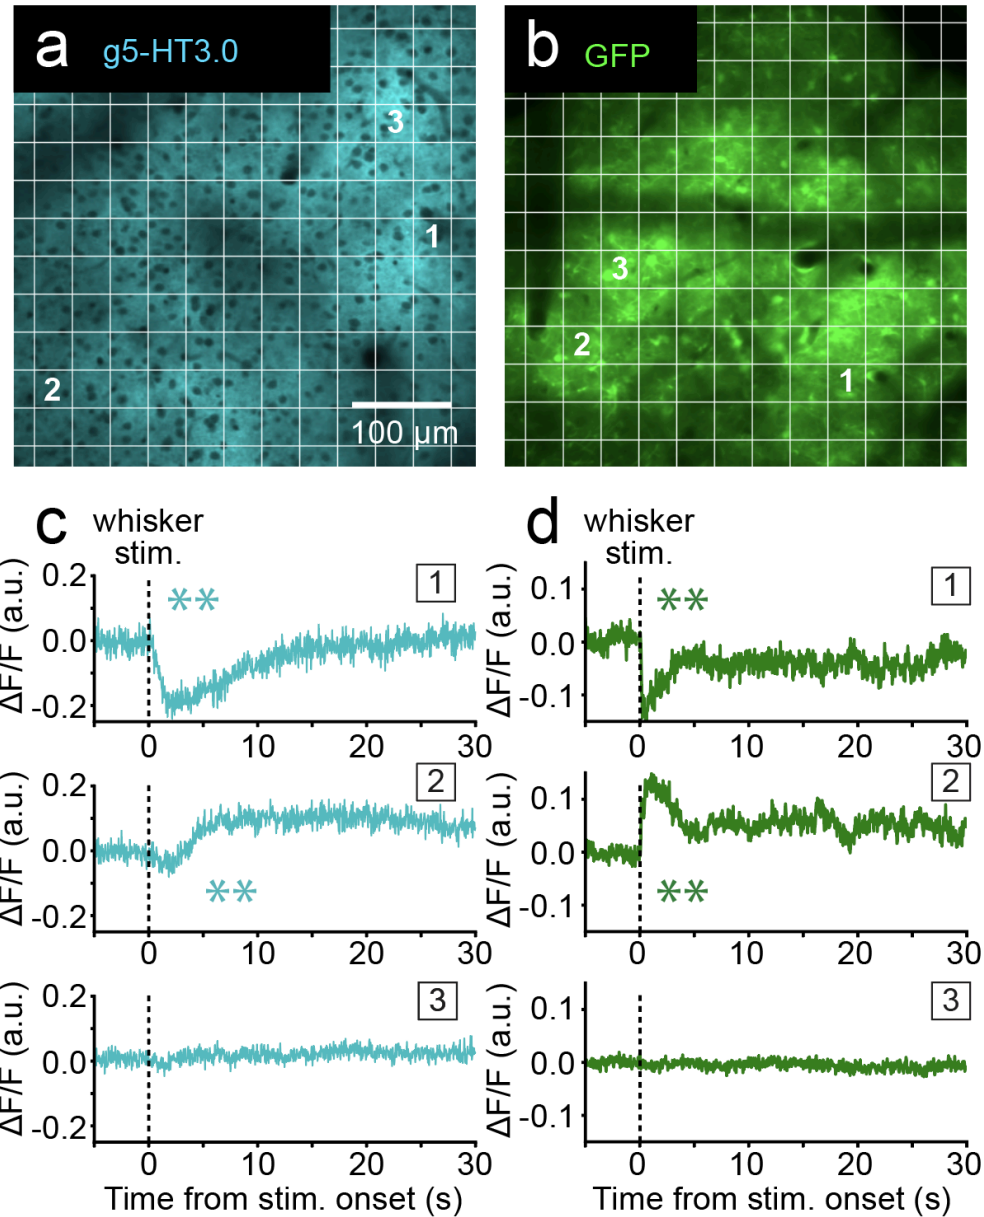 a g5-HT3.0
3
1
2
100 μm
b GFP
3
2
1
c whisker
stim.
ΔF/F (a.u.)
0.2
0.0
-0.2
1
**
0 10 20 30
ΔF/F (a.u.)
0.2
0.0
-0.2
2
**
0 10 20 30
ΔF/F (a.u.)
0.2
0.0
-0.2
3
0 10 20 30
Time from stim. onset (s)
d whisker
stim.
ΔF/F (a.u.)
0.1
0.0
-0.1
1
**
0 10 20 30
ΔF/F (a.u.)
0.1
0.0
-0.1
2
**
0 10 20 30
ΔF/F (a.u.)
0.1
0.0
-0.1
3
0 10 20 30
Time from stim. onset (s)